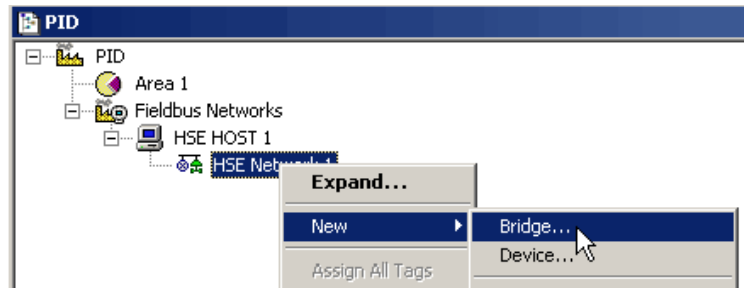 PID
PID
Area 1
Fieldbus Networks
HSE HOST 1
HSE Network 1
Expand...
New
Bridge...
Device...
Assign All Tags